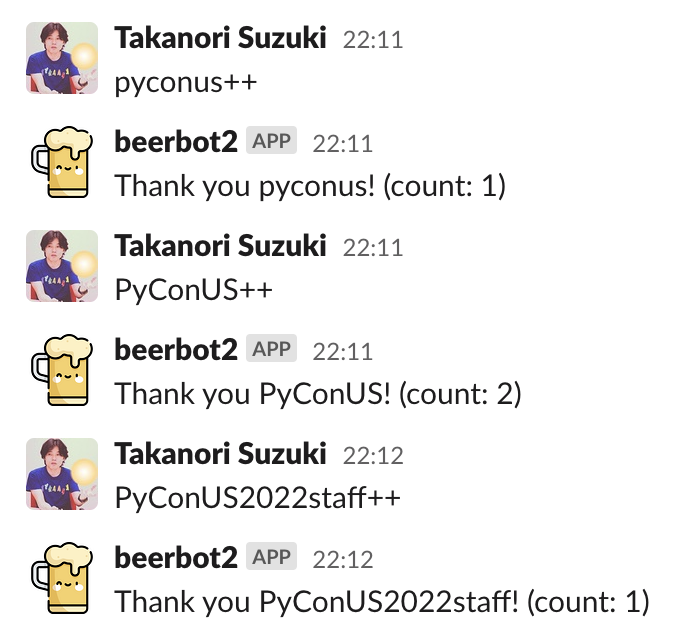 Takanori Suzuki 22:11
pyconus++
beerbot2 APP 22:11
Thank you pyconus! (count: 1)
Takanori Suzuki 22:11
PyConUS++
beerbot2 APP 22:11
Thank you PyConUS! (count: 2)
Takanori Suzuki 22:12
PyConUS2022staff++
beerbot2 APP 22:12
Thank you PyConUS2022staff! (count: 1)